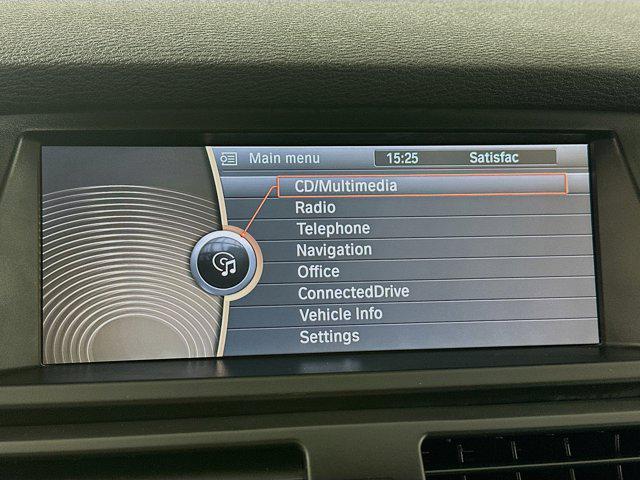 Main menu 15:25 Satisfac
CD/Multimedia
Radio
Telephone
Navigation
Office
ConnectedDrive
Vehicle Info
Settings